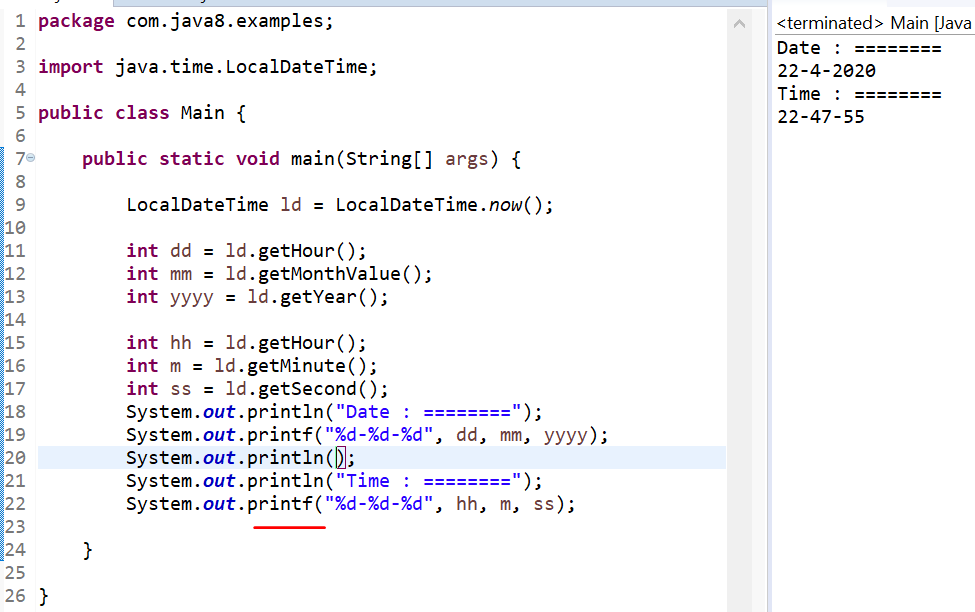 1 package com.java8.examples;
2
3 import java.time.LocalDateTime;
4
5 public class Main {
6
7 public static void main(String[] args) {
8
9 LocalDateTime ld = LocalDateTime.now();
10
11 int dd = ld.getHour();
12 int mm = ld.getMonthValue();
13 int yyyy = ld.getYear();
14
15 int hh = ld.getHour();
16 int m = ld.getMinute();
17 int ss = ld.getSecond();
18 System.out.println("Date : ========");
19 System.out.printf("%d-%d-%d", dd, mm, yyyy);
20 System.out.println();
21 System.out.println("Time : ========");
22 System.out.printf("%d-%d-%d", hh, m, ss);
23
24 }
25
26 }
<terminated> Main [Java
Date : ========
22-4-2020
Time : ========
22-47-55